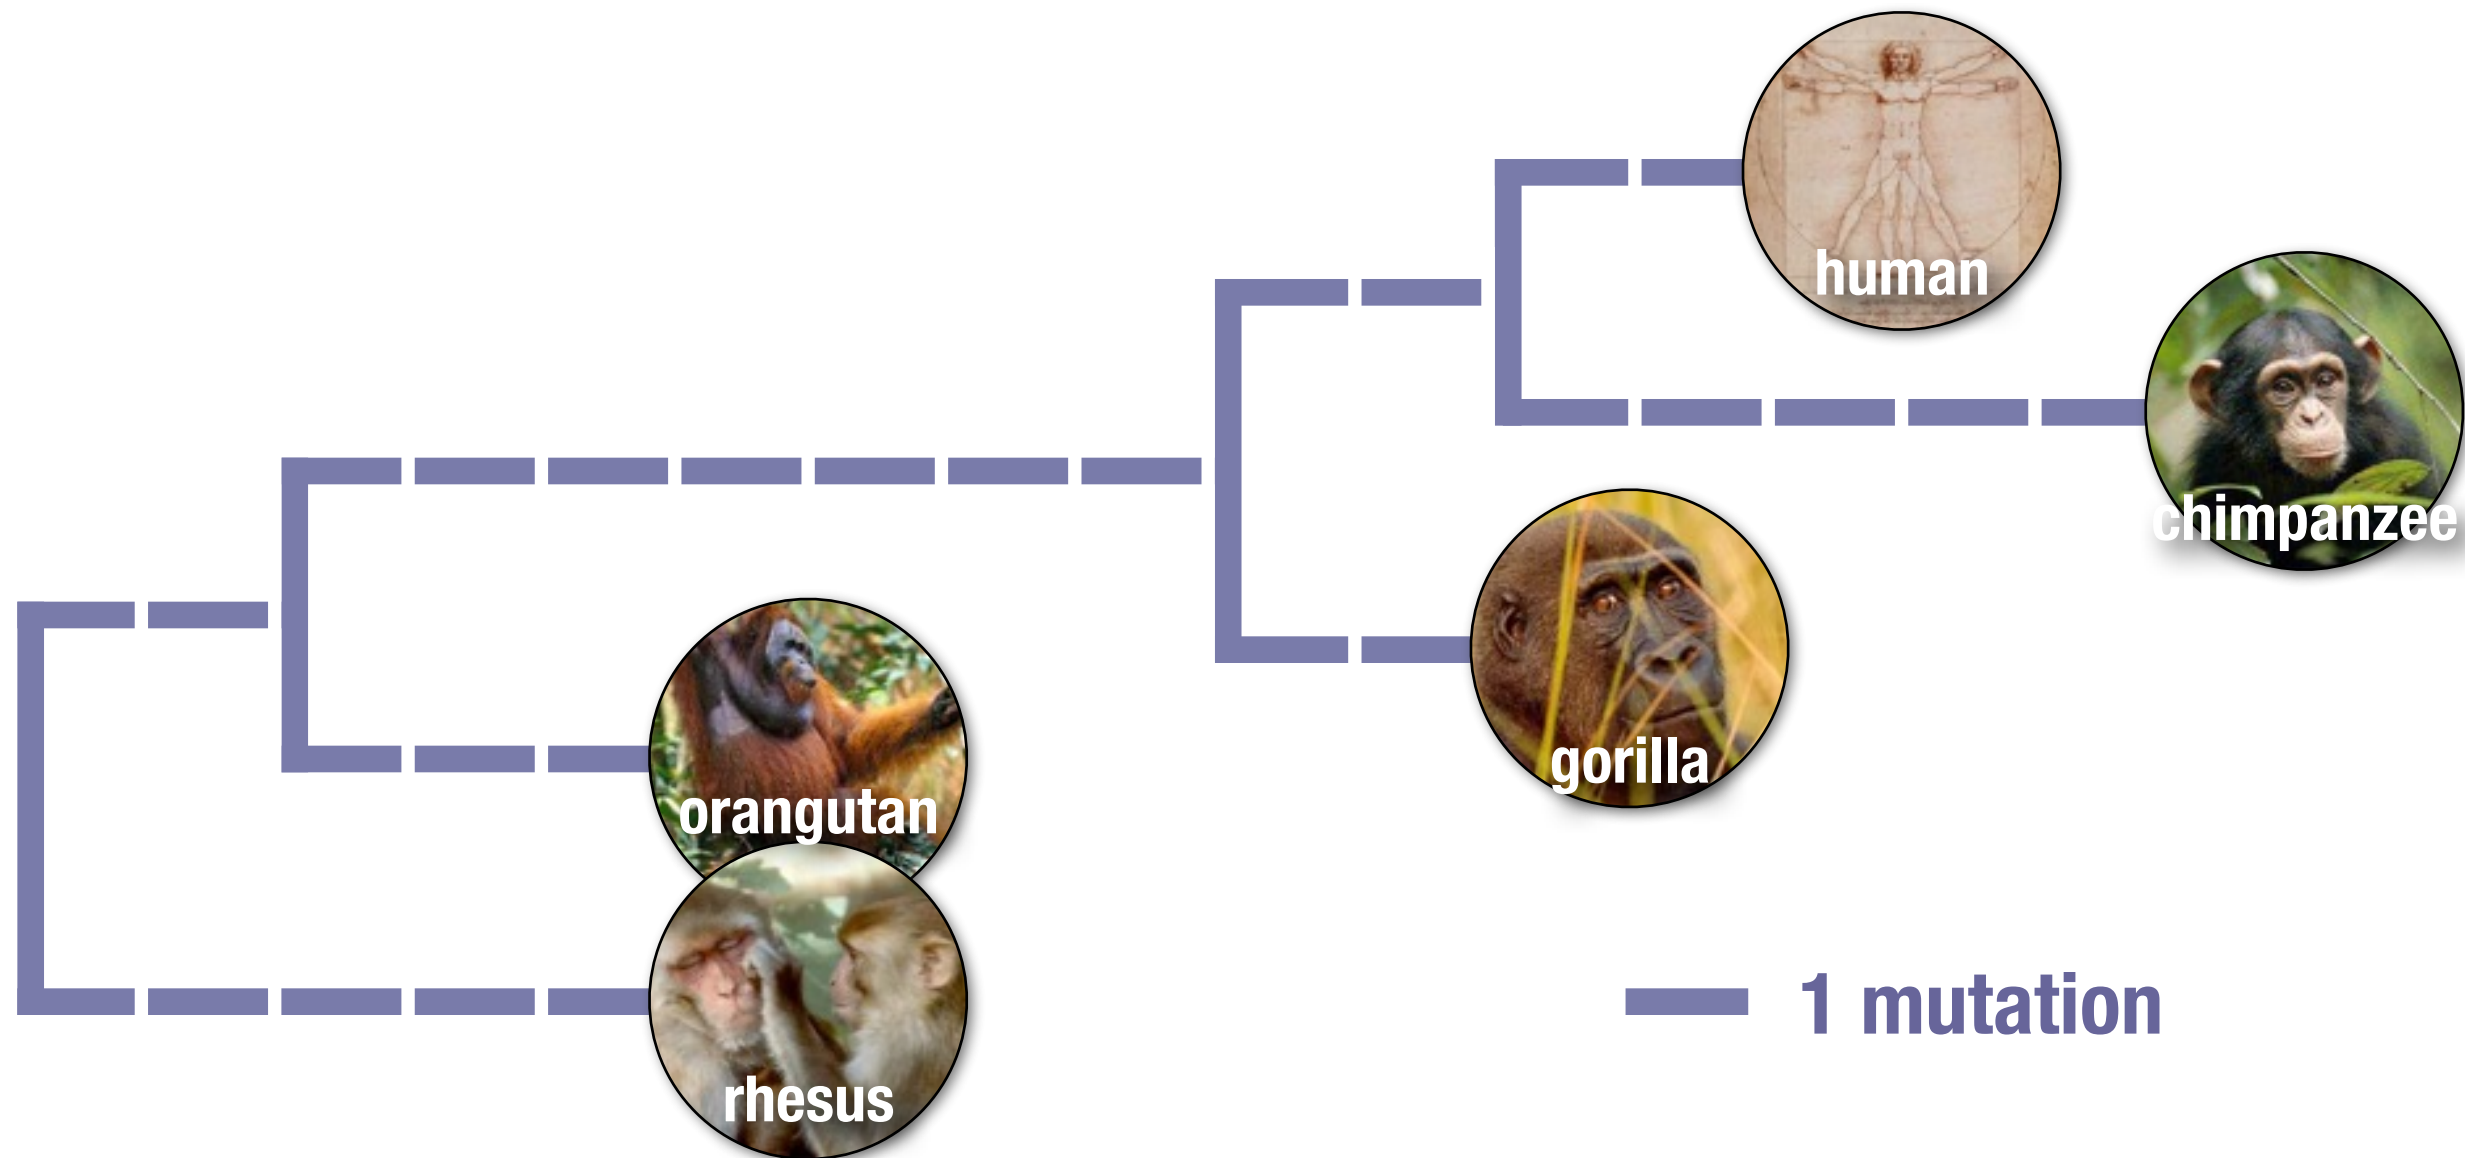 human
chimpanzee
gorilla
orangutan
rhesus
1 mutation